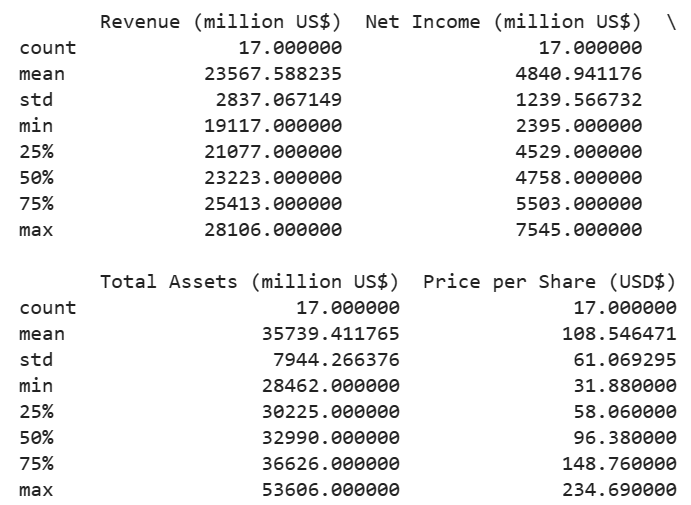 Revenue (million US$)  Net Income (million US$)  \
count 17.000000 17.000000
mean 23567.588235 4840.941176
std 2837.067149 1239.566732
min 19117.000000 2395.000000
25% 21077.000000 4529.000000
50% 23223.000000 4758.000000
75% 25413.000000 5503.000000
max 28106.000000 7545.000000
Total Assets (million US$)  Price per Share (USD$)
count 17.000000 17.000000
mean 35739.411765 108.546471
std 7944.266376 61.069295
min 28462.000000 31.880000
25% 30225.000000 58.060000
50% 32990.000000 96.380000
75% 36626.000000 148.760000
max 53606.000000 234.690000